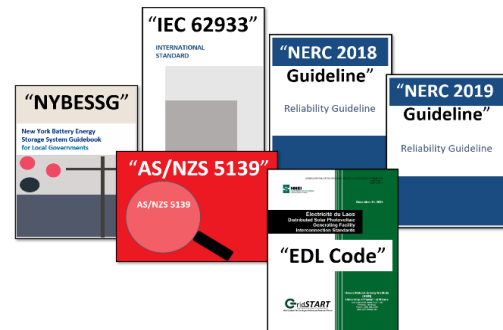 “IEC 62933”
INTERNATIONAL
STANDARD
“NERC 2018
Guideline”
Reliability Guideline
“NERC 2019
Guideline”
Reliability Guideline
“NYBESSG”
New York Battery Energy
Storage System Guidebook
for Local Governments
“AS/NZS 5139”
AS/NZS 5139
HNEI
Électricité du Laos
Distributed Solar Photovoltaic
Generating Facility
Interconnection Standards
“EDL Code”
GridSTART